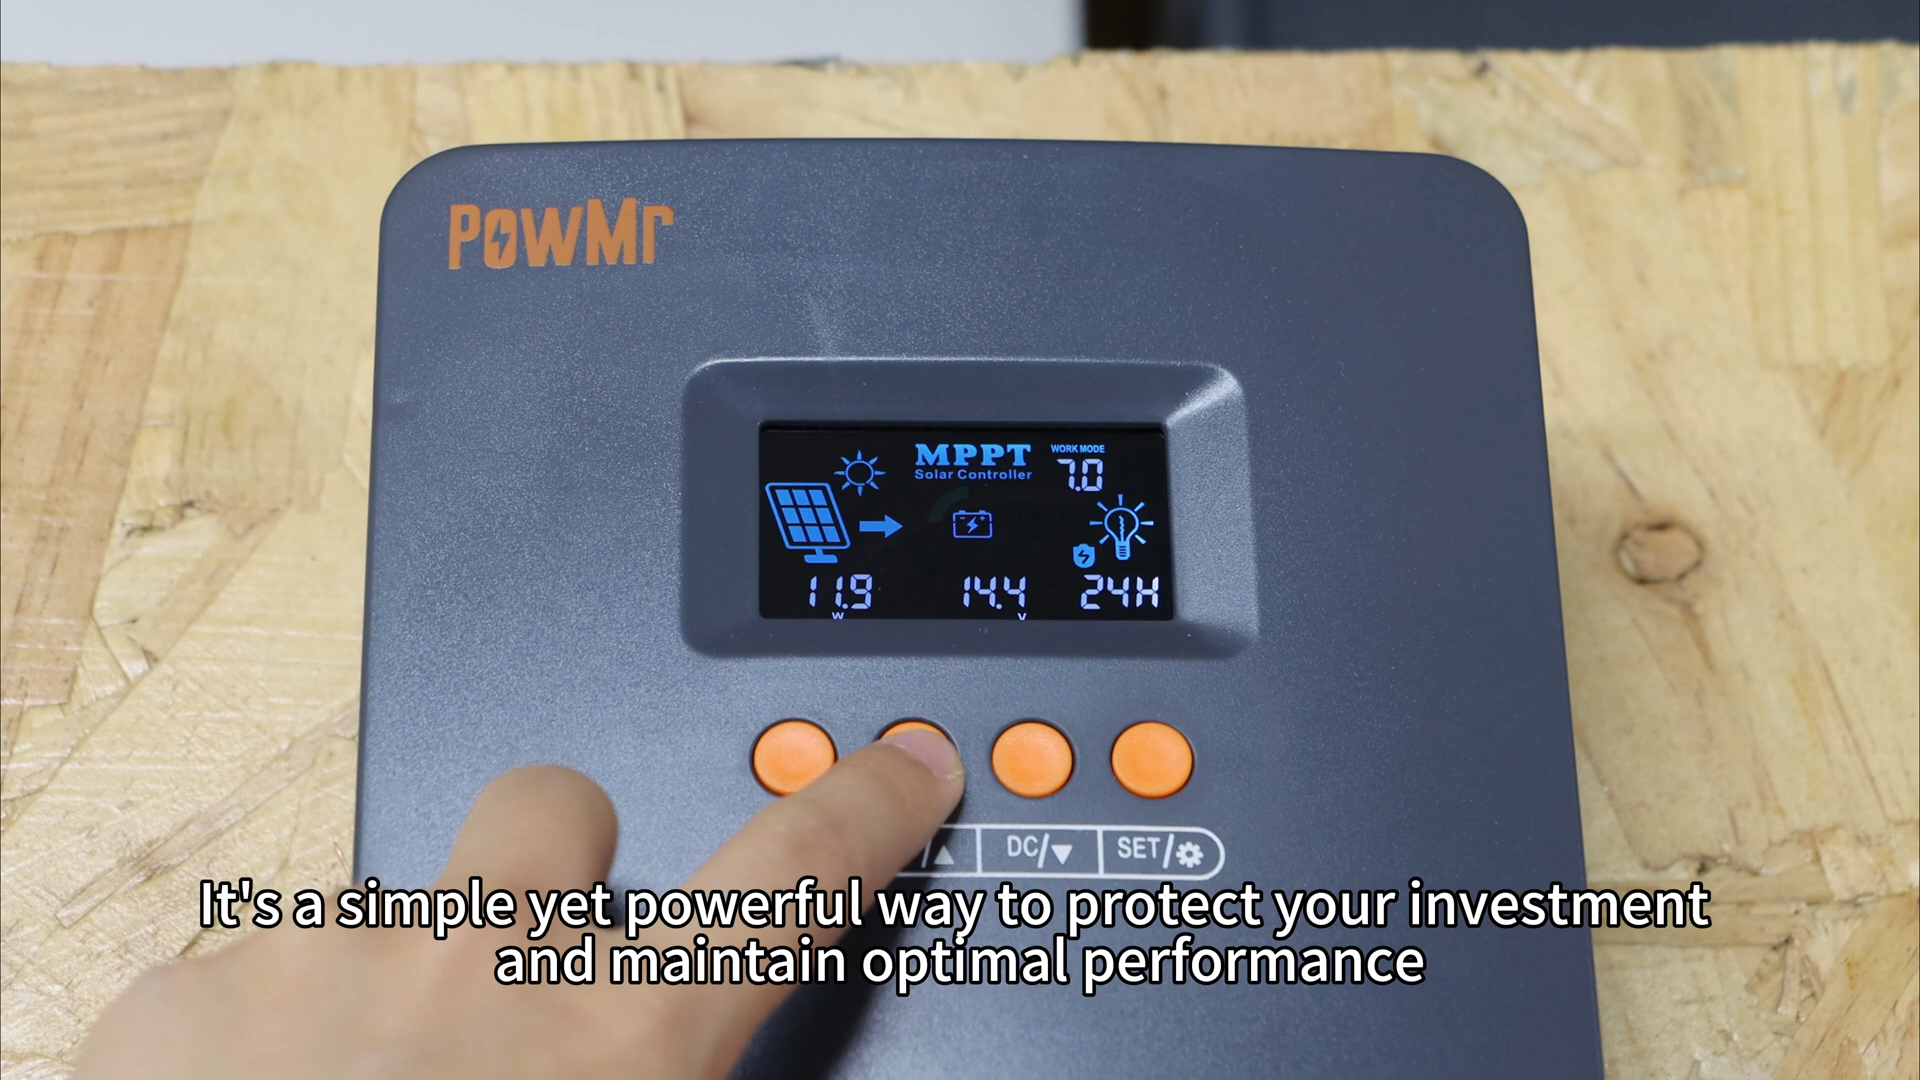 PowMr
MPPT
Solar Controller
WORK MODE
7.0
11.9
W
14.4
V
24H
/▲
DC/▼
SET/
It's a simple yet powerful way to protect your investment
and maintain optimal performance